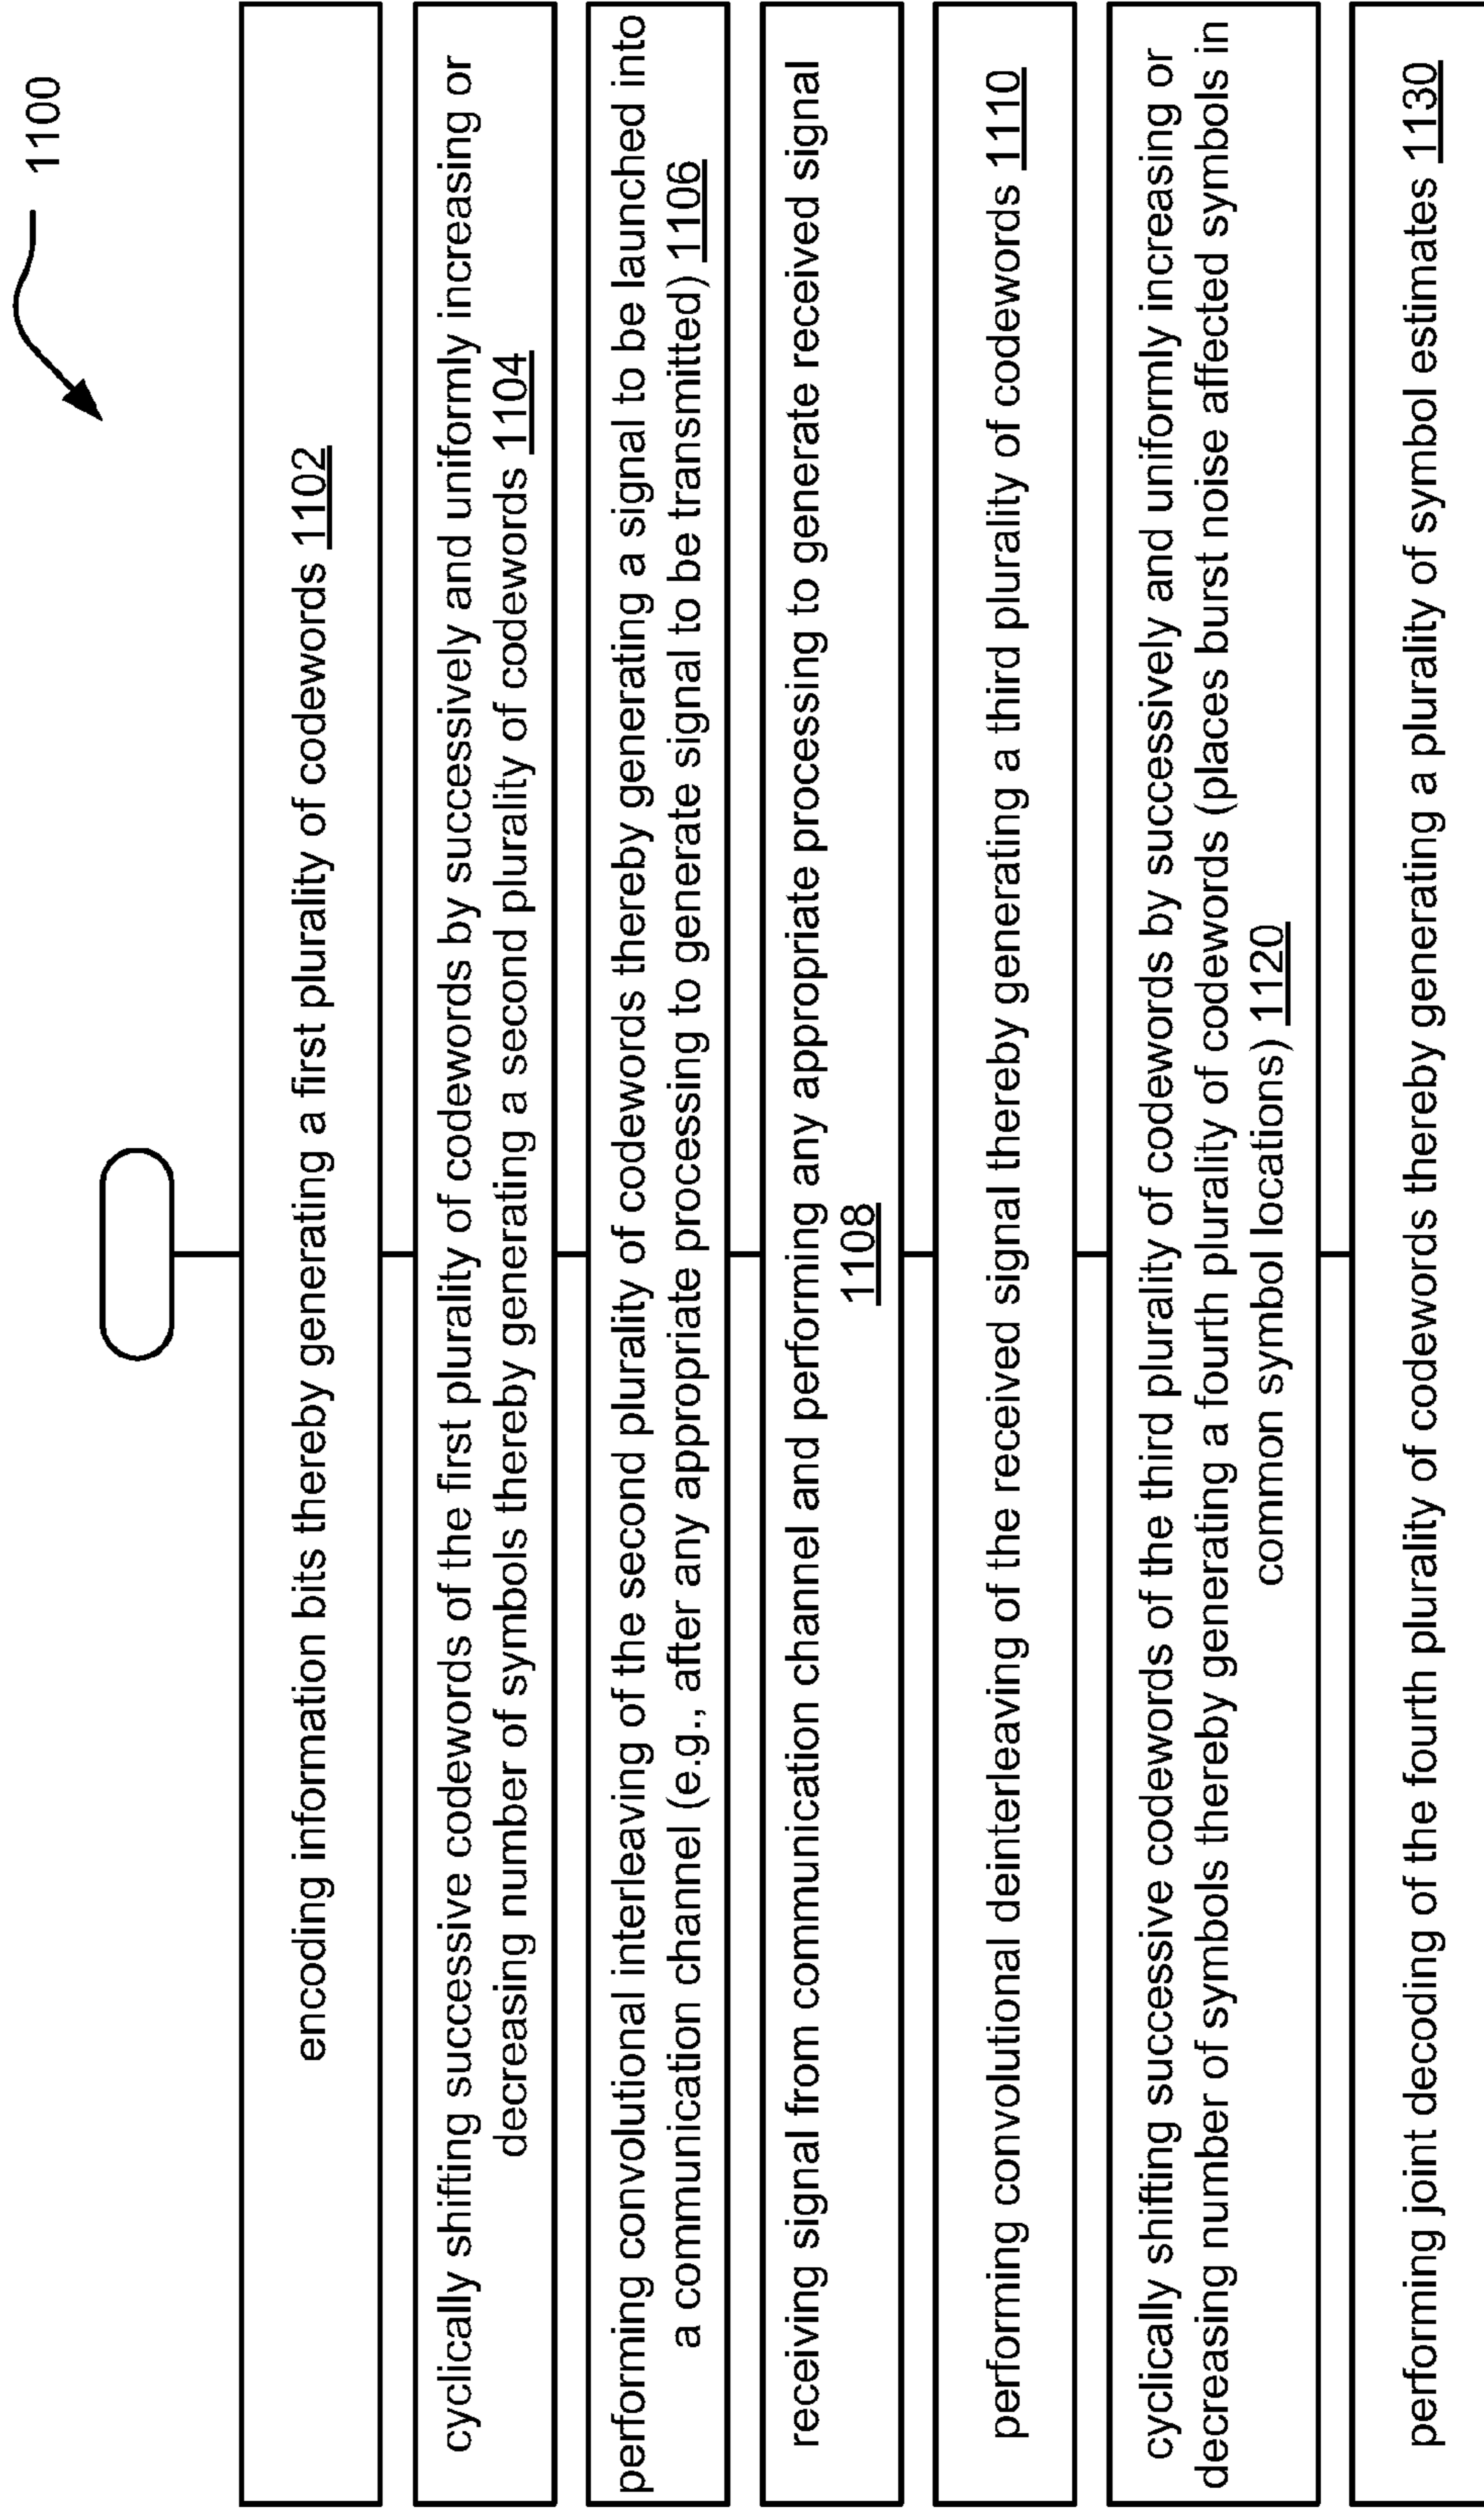 1100
encoding information bits thereby generating a first plurality of codewords 1102
cyclically shifting successive codewords of the first plurality of codewords by successively and uniformly increasing or
decreasing number of symbols thereby generating a second plurality of codewords 1104
performing convolutional interleaving of the second plurality of codewords thereby generating a signal to be launched into
a communication channel (e.g., after any appropriate processing to generate signal to be transmitted) 1106
receiving signal from communication channel and performing any appropriate processing to generate received signal
1108
performing convolutional deinterleaving of the received signal thereby generating a third plurality of codewords 1110
cyclically shifting successive codewords of the third plurality of codewords by successively and uniformly increasing or
decreasing number of symbols thereby generating a fourth plurality of codewords (places burst noise affected symbols in
common symbol locations) 1120
performing joint decoding of the fourth plurality of codewords thereby generating a plurality of symbol estimates 1130